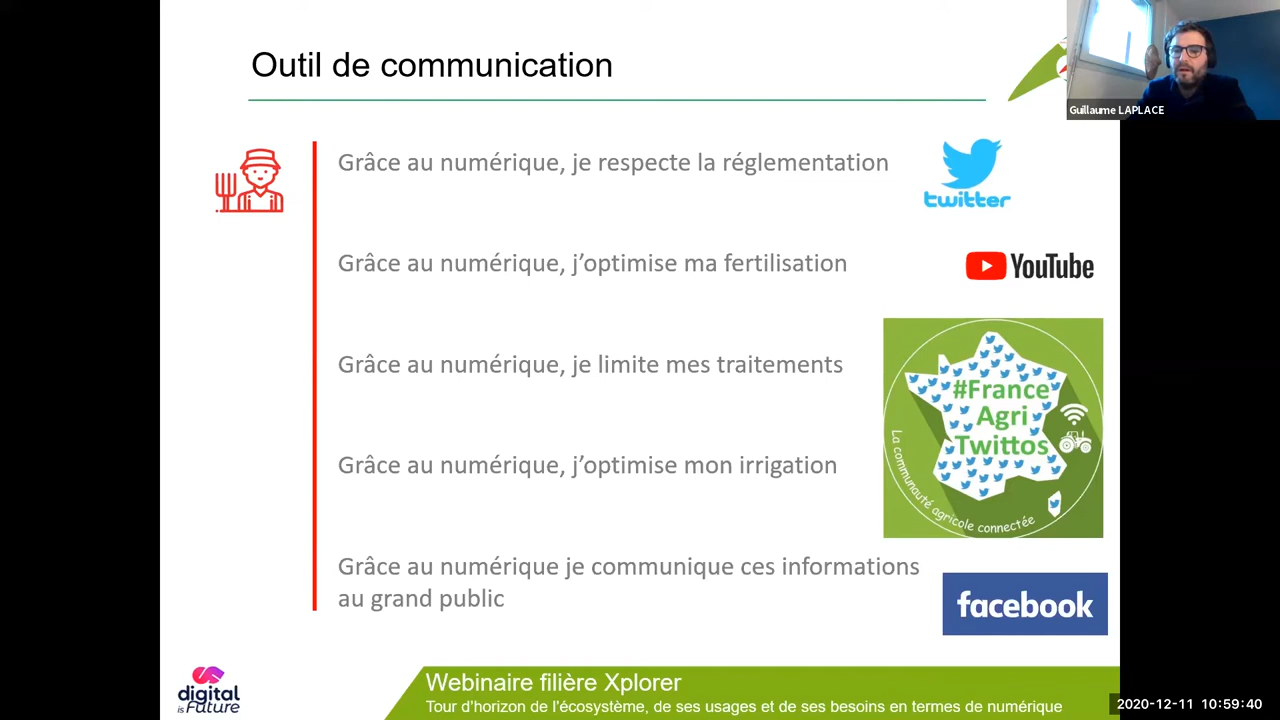 Outil de communication
Guillaume LAPLACE
Grâce au numérique, je respecte la réglementation
twitter
Grâce au numérique, j’optimise ma fertilisation
YouTube
Grâce au numérique, je limite mes traitements
#France
Agri
Twittos
La communauté agricole connectée
Grâce au numérique, j’optimise mon irrigation
Grâce au numérique je communique ces informations
au grand public
facebook
digital
is Future
Webinaire filière Xplorer
Tour d’horizon de l’écosystème, de ses usages et de ses besoins en termes de numérique
2020-12-11 10:59:40